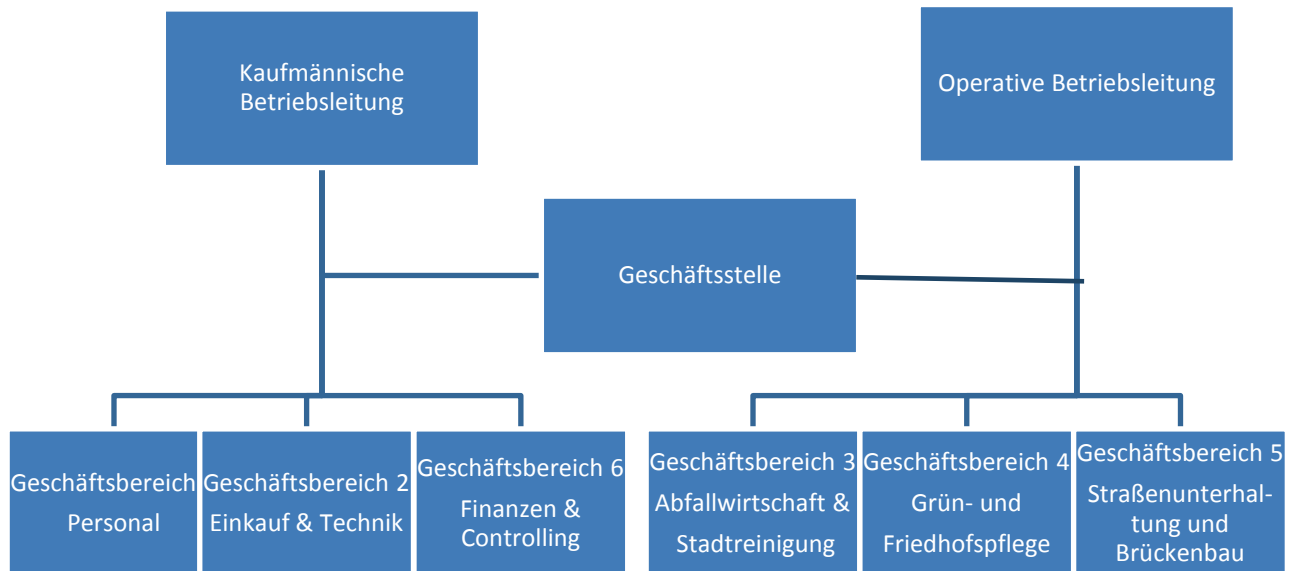 Kaufmännische
Betriebsleitung
Operative Betriebsleitung
Geschäftsstelle
Geschäftsbereich
Personal
Geschäftsbereich 2
Einkauf & Technik
Geschäftsbereich 6
Finanzen &
Controlling
Geschäftsbereich 3
Abfallwirtschaft &
Stadtreinigung
Geschäftsbereich 4
Grün- und
Friedhofspflege
Geschäftsbereich 5
Straßenunterhal-
tung und
Brückenbau